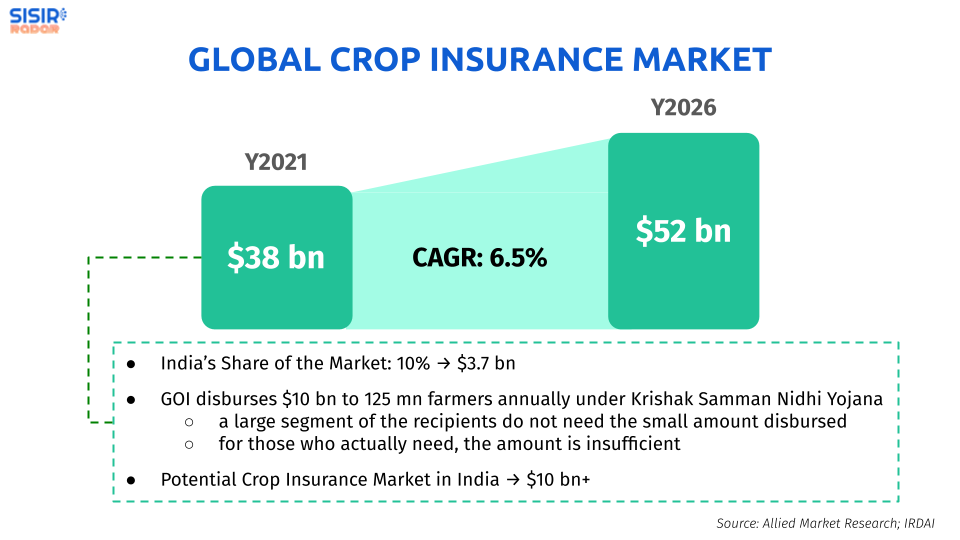 SISIR
RADAR
GLOBAL CROP INSURANCE MARKET
Y2026
Y2021
$38 bn
CAGR: 6.5%
$52 bn
● India’s Share of the Market: 10% → $3.7 bn
● GOI disburses $10 bn to 125 mn farmers annually under Krishak Samman Nidhi Yojana
○ a large segment of the recipients do not need the small amount disbursed
○ for those who actually need, the amount is insufficient
● Potential Crop Insurance Market in India → $10 bn+
Source: Allied Market Research; IRDAI